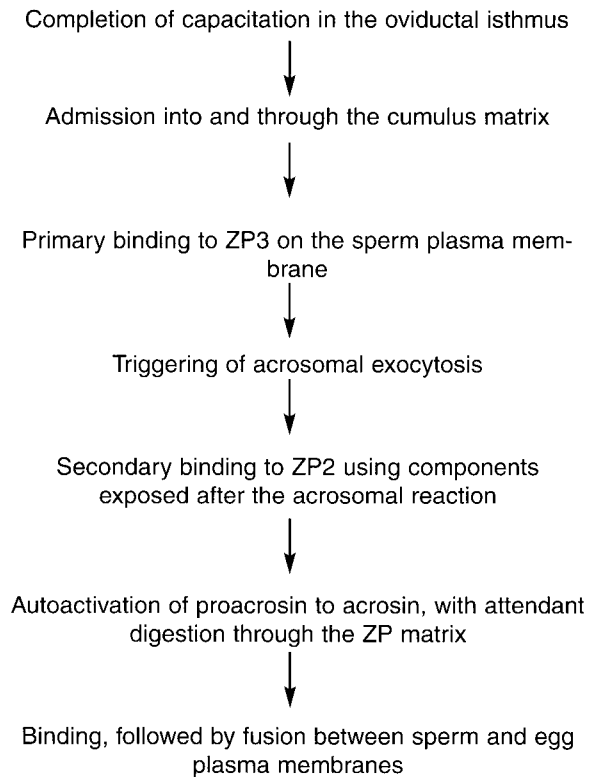 Completion of capacitation in the oviductal isthmus
Admission into and through the cumulus matrix
Primary binding to ZP3 on the sperm plasma mem-
brane
Triggering of acrosomal exocytosis
Secondary binding to ZP2 using components
exposed after the acrosomal reaction
Autoactivation of proacrosin to acrosin, with attendant
digestion through the ZP matrix
Binding, followed by fusion between sperm and egg
plasma membranes